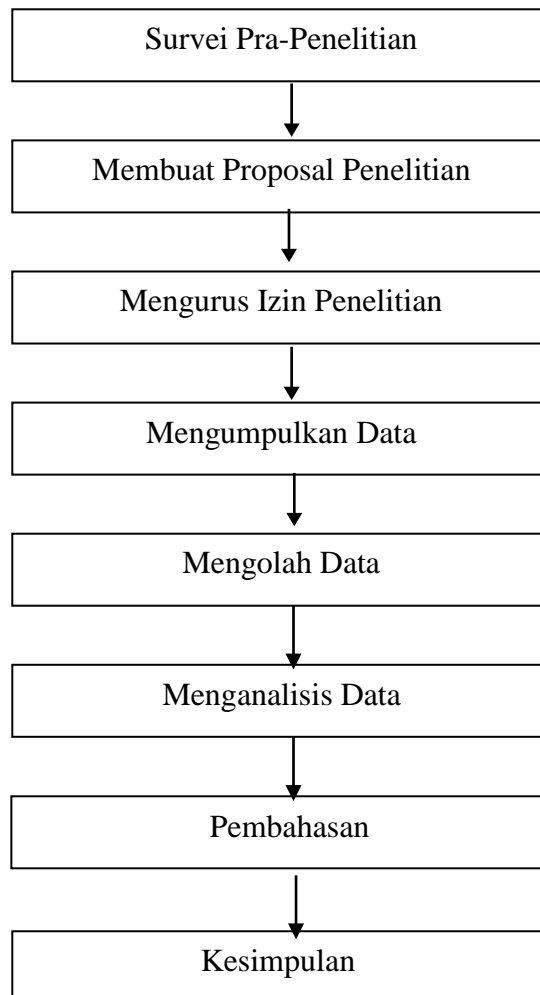 Survei Pra-Penelitian
Membuat Proposal Penelitian
Mengurus Izin Penelitian
Mengumpulkan Data
Mengolah Data
Menganalisis Data
Pembahasan
Kesimpulan